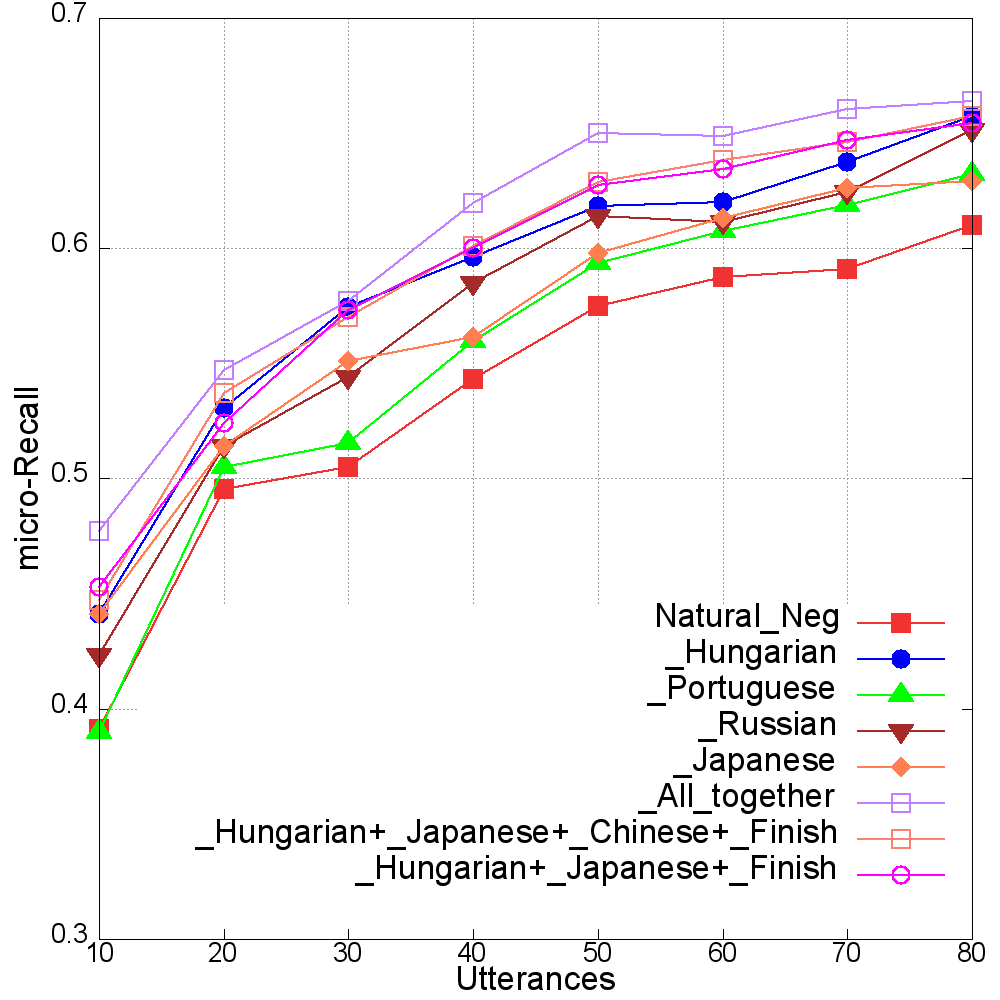 0.7
0.6
0.5
0.4
0.3
micro-Recall
Natural_Neg
_Hungarian
_Portuguese
_Russian
_Japanese
_All_together
_Hungarian+_Japanese+_Chinese+_Finish
_Hungarian+_Japanese+_Finish
10 20 30 40 50 60 70 80
Utterances